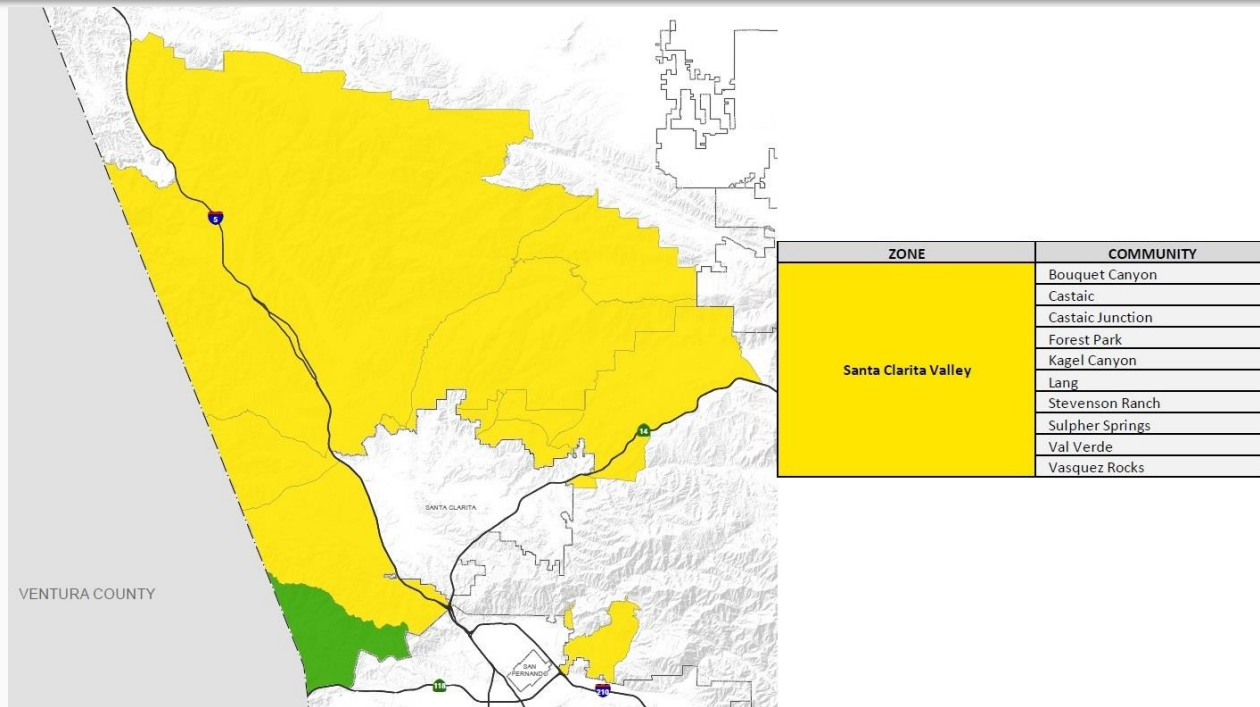 5
14
SANTA CLARITA
VENTURA COUNTY
SAN
FERNANDO
118
210
ZONE COMMUNITY
Santa Clarita Valley
Bouquet Canyon
Castaic
Castaic Junction
Forest Park
Kagel Canyon
Lang
Stevenson Ranch
Sulpher Springs
Val Verde
Vasquez Rocks